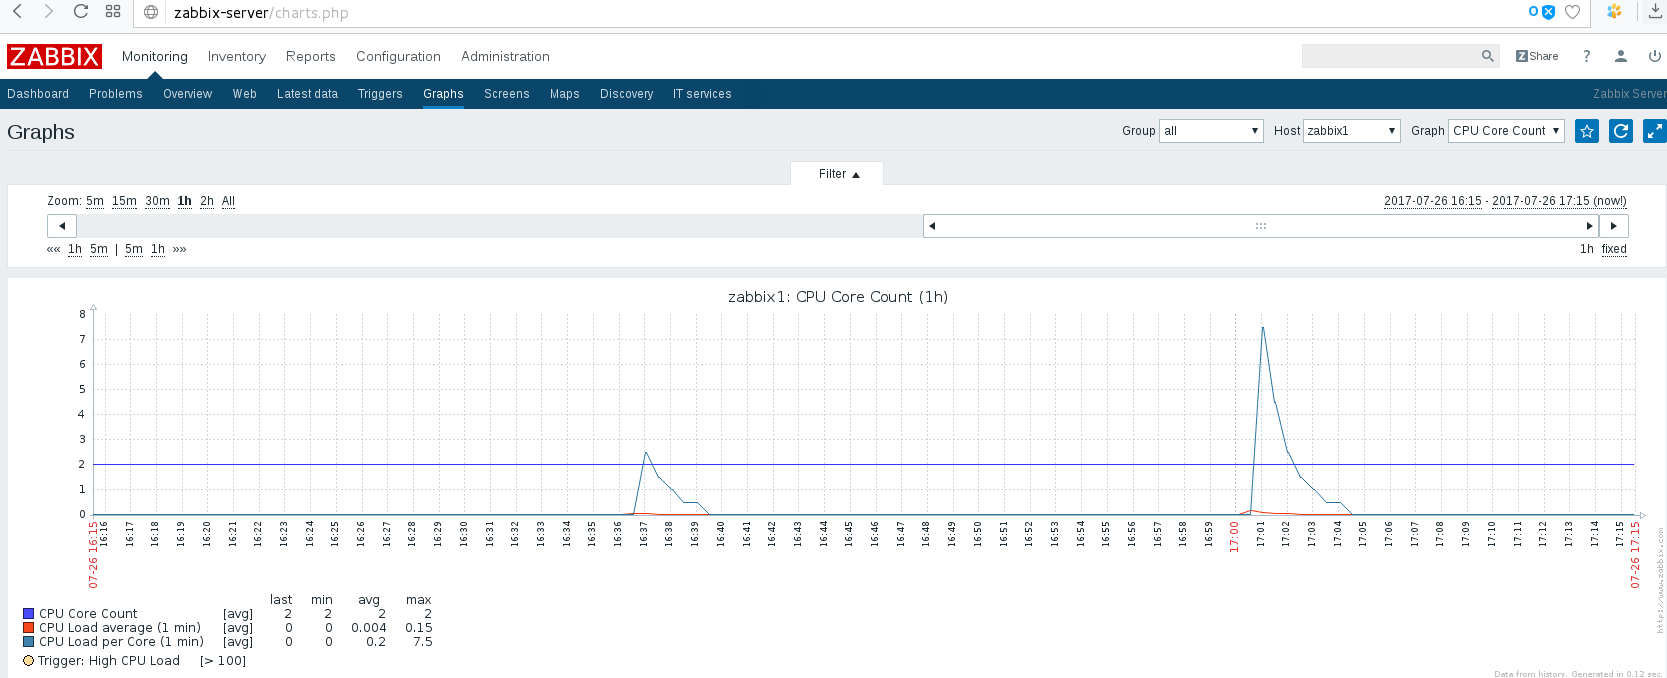 zabbix-server/charts.php
0
ZABBIX Monitoring Inventory Reports Configuration Administration Z Share ?
Dashboard Problems Overview Web Latest data Triggers Graphs Screens Maps Discovery IT services Zabbix Server
Graphs Group all Host zabbix1 Graph CPU Core Count
Filter
Zoom: 5m 15m 30m 1h 2h All 2017-07-26 16:15 - 2017-07-26 17:15 (now!)
«« 1h 5m | 5m 1h »» 1h fixed
zabbix1: CPU Core Count (1h)
8
7
6
5
4
3
2
1
0
07-26 16:15 16:16 16:17 16:18 16:19 16:20 16:21 16:22 16:23 16:24 16:25 16:26 16:27 16:28 16:29 16:30 16:31 16:32 16:33 16:34 16:35 16:36 16:37 16:38 16:39 16:40 16:41 16:42 16:43 16:44 16:45 16:46 16:47 16:48 16:49 16:50 16:51 16:52 16:53 16:54 16:55 16:56 16:57 16:58 16:59 17:00 17:01 17:02 17:03 17:04 17:05 17:06 17:07 17:08 17:09 17:10 17:11 17:12 17:13 17:14 17:15 07-26 17:15
http://www.zabbix.com
last min avg max
CPU Core Count [avg] 2 2 2 2
CPU Load average (1 min) [avg] 0 0 0.004 0.15
CPU Load per Core (1 min) [avg] 0 0 0.2 7.5
Trigger: High CPU Load [> 100]
Data from history. Generated in 0.12 sec.